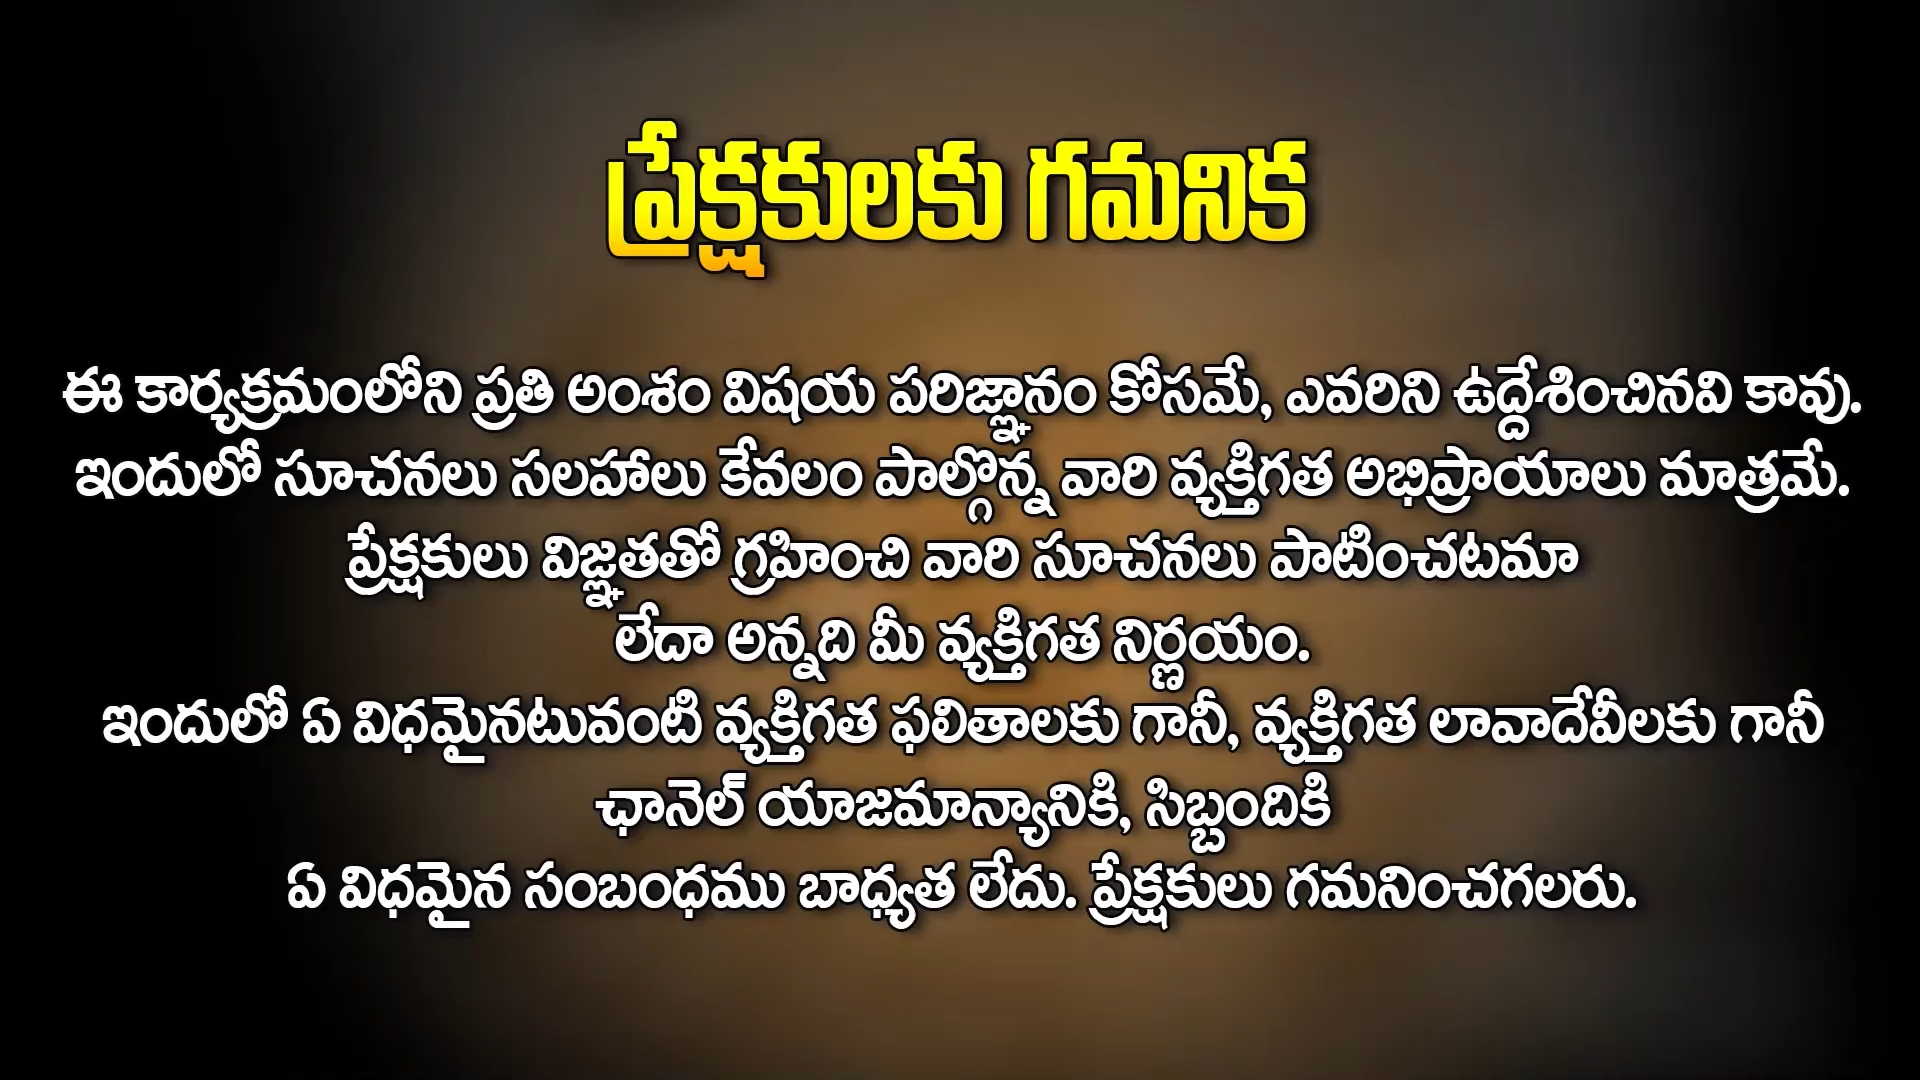 ప్రేక్షకులకు గమనిక
ఈ కార్యక్రమంలోని ప్రతి అంశం విషయ పరిజ్ఞానం కోసమే, ఎవరిని ఉద్దేశించినవి కావు.
ఇందులో సూచనలు సలహాలు కేవలం పాల్గొన్న వారి వ్యక్తిగత అభిప్రాయాలు మాత్రమే.
ప్రేక్షకులు విజ్ఞతతో గ్రహించి వారి సూచనలు పాటించటమా
లేదా అన్నది మీ వ్యక్తిగత నిర్ణయం.
ఇందులో ఏ విధమైనటువంటి వ్యక్తిగత ఫలితాలకు గానీ, వ్యక్తిగత లావాదేవీలకు గానీ
ఛానెల్ యాజమాన్యానికి, సిబ్బందికి
ఏ విధమైన సంబంధము బాధ్యత లేదు. ప్రేక్షకులు గమనించగలరు.